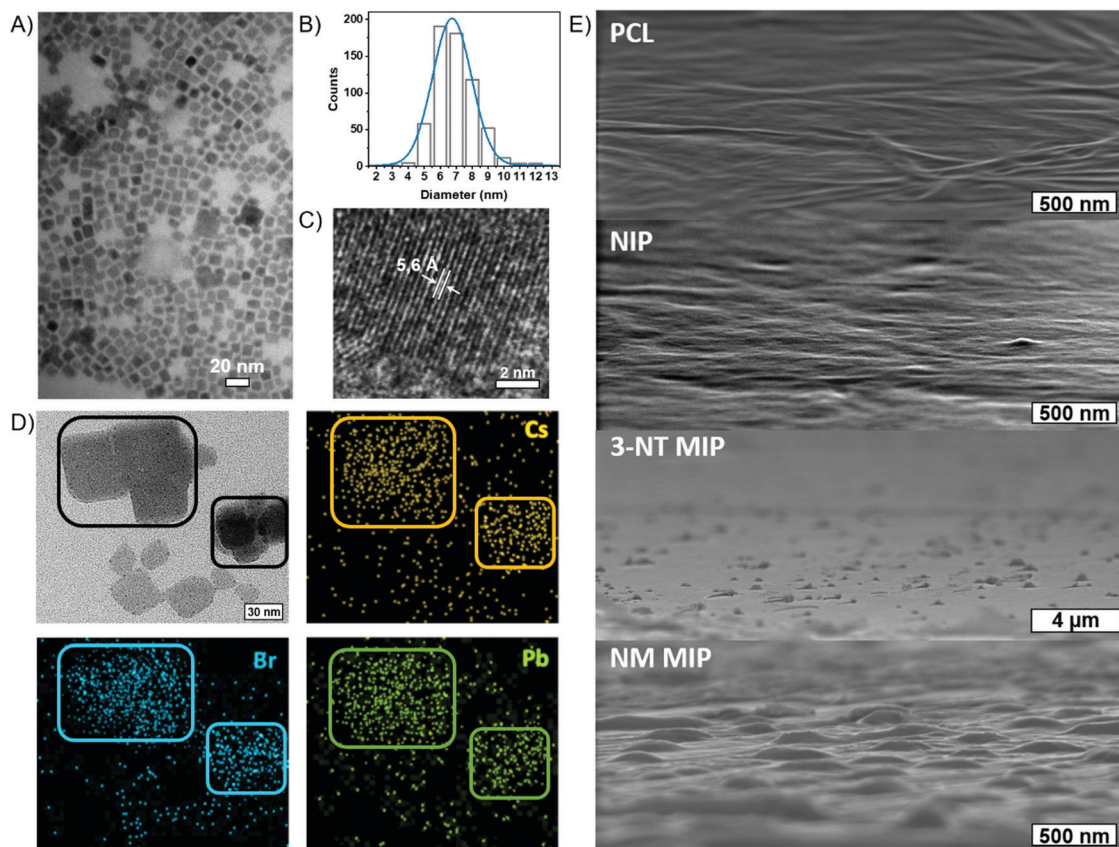 A)
20 nm
B)
200
150
100
50
0
Counts
2 3 4 5 6 7 8 9 10 11 12 13
Diameter (nm)
C)
5,6 Å
2 nm
D)
30 nm
Cs
Br
Pb
E)
PCL
500 nm
NIP
500 nm
3-NT MIP
4 µm
NM MIP
500 nm